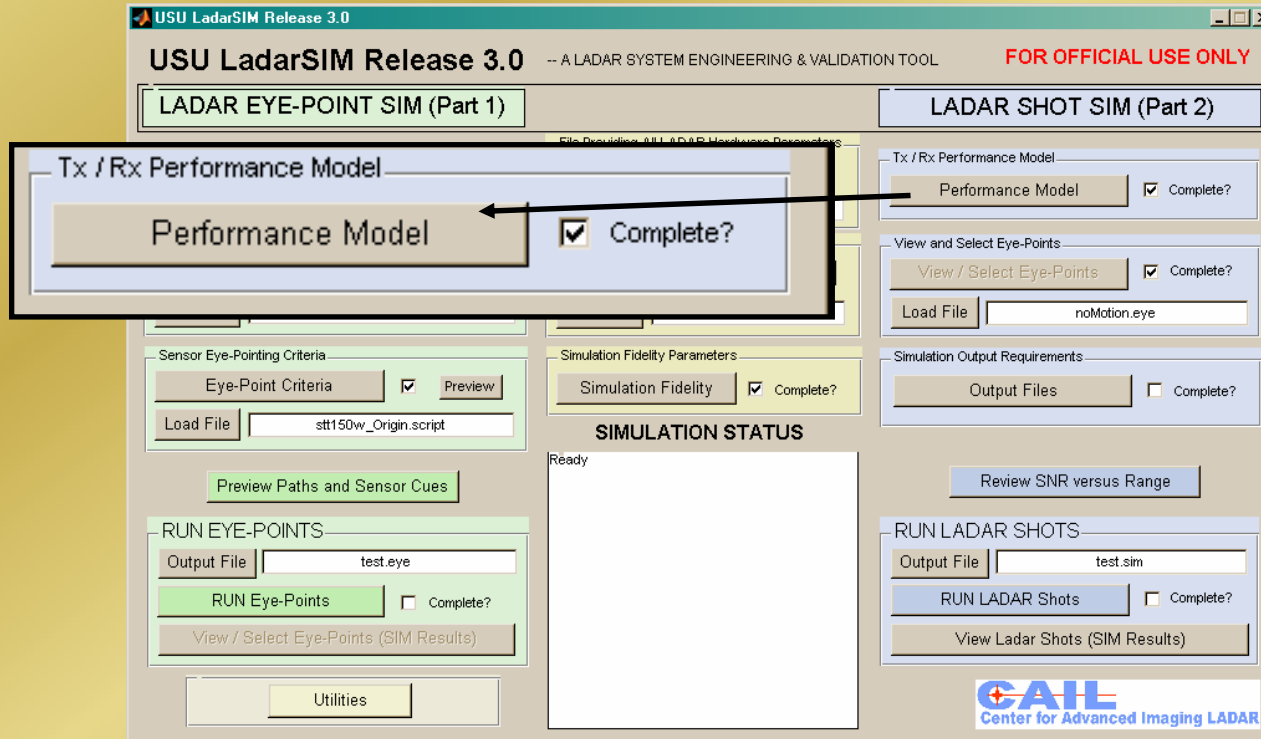 USU LadarSIM Release 3.0
USU LadarSIM Release 3.0
-- A LADAR SYSTEM ENGINEERING & VALIDATION TOOL
FOR OFFICIAL USE ONLY
LADAR EYE-POINT SIM (Part 1)
LADAR SHOT SIM (Part 2)
File Providing All LADAR Hardware Parameters
Tx / Rx Performance Model
Performance Model
Complete?
Tx / Rx Performance Model
Performance Model
Complete?
View and Select Eye-Points
View / Select Eye-Points
Complete?
Load File
noMotion.eye
Sensor Eye-Pointing Criteria
Eye-Point Criteria
Preview
Load File
stt150w_Origin.script
Simulation Fidelity Parameters
Simulation Fidelity
Complete?
Simulation Output Requirements
Output Files
Complete?
SIMULATION STATUS
Ready
Preview Paths and Sensor Cues
Review SNR versus Range
RUN EYE-POINTS
Output File
test.eye
RUN Eye-Points
Complete?
View / Select Eye-Points (SIM Results)
RUN LADAR SHOTS
Output File
test.sim
RUN LADAR Shots
Complete?
View Ladar Shots (SIM Results)
Utilities
CAIL
Center for Advanced Imaging LADAR